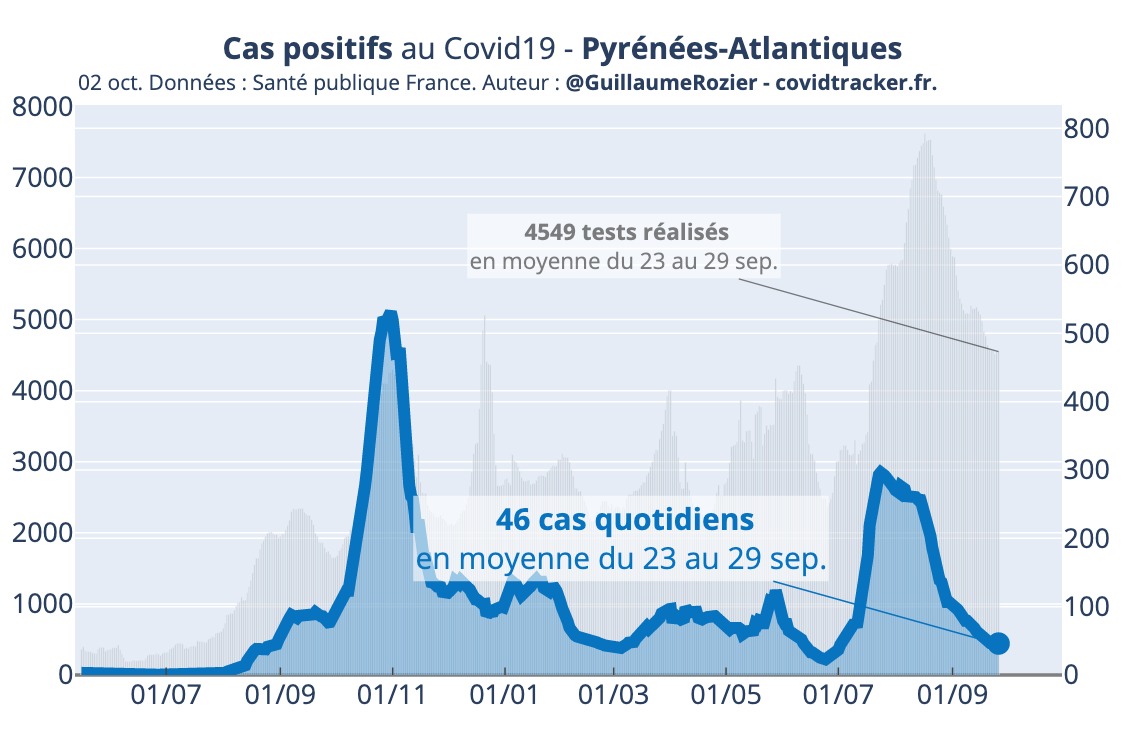 Cas positifs au Covid19 - Pyrénées-Atlantiques
02 oct. Données : Santé publique France. Auteur : @GuillaumeRozier - covidtracker.fr.
8000
7000
6000
5000
4000
3000
2000
1000
0
800
700
600
500
400
300
200
100
0
4549 tests réalisés
en moyenne du 23 au 29 sep.
46 cas quotidiens
en moyenne du 23 au 29 sep.
01/07 01/09 01/11 01/01 01/03 01/05 01/07 01/09